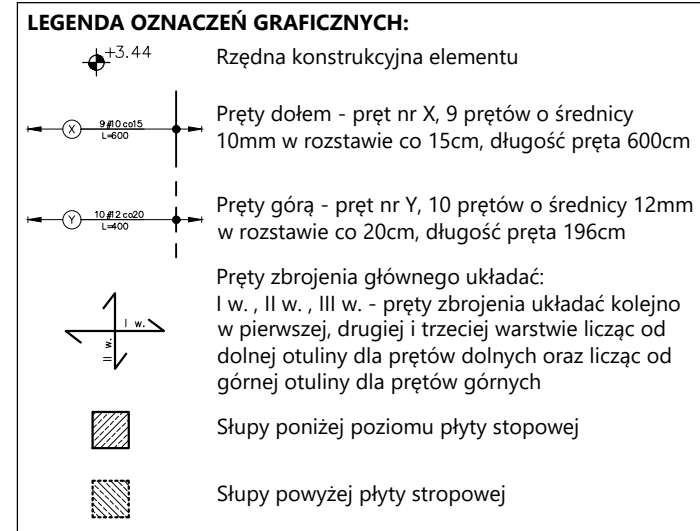 LEGENDA OZNACZEŃ GRAFICZNYCH:
+3.44
Rzędna konstrukcyjna elementu
X
9#10 co15
L=600
Pręty dołem - pręt nr X, 9 prętów o średnicy
10mm w rozstawie co 15cm, długość pręta 600cm
Y
10#12 co20
L=400
Pręty górą - pręt nr Y, 10 prętów o średnicy 12mm
w rozstawie co 20cm, długość pręta 196cm
I w.
II w.
Pręty zbrojenia głównego układać:
I w. , II w. , III w. - pręty zbrojenia układać kolejno
w pierwszej, drugiej i trzeciej warstwie licząc od
dolnej otuliny dla prętów dolnych oraz licząc od
górnej otuliny dla prętów górnych
Słupy poniżej poziomu płyty stopowej
Słupy powyżej płyty stropowej